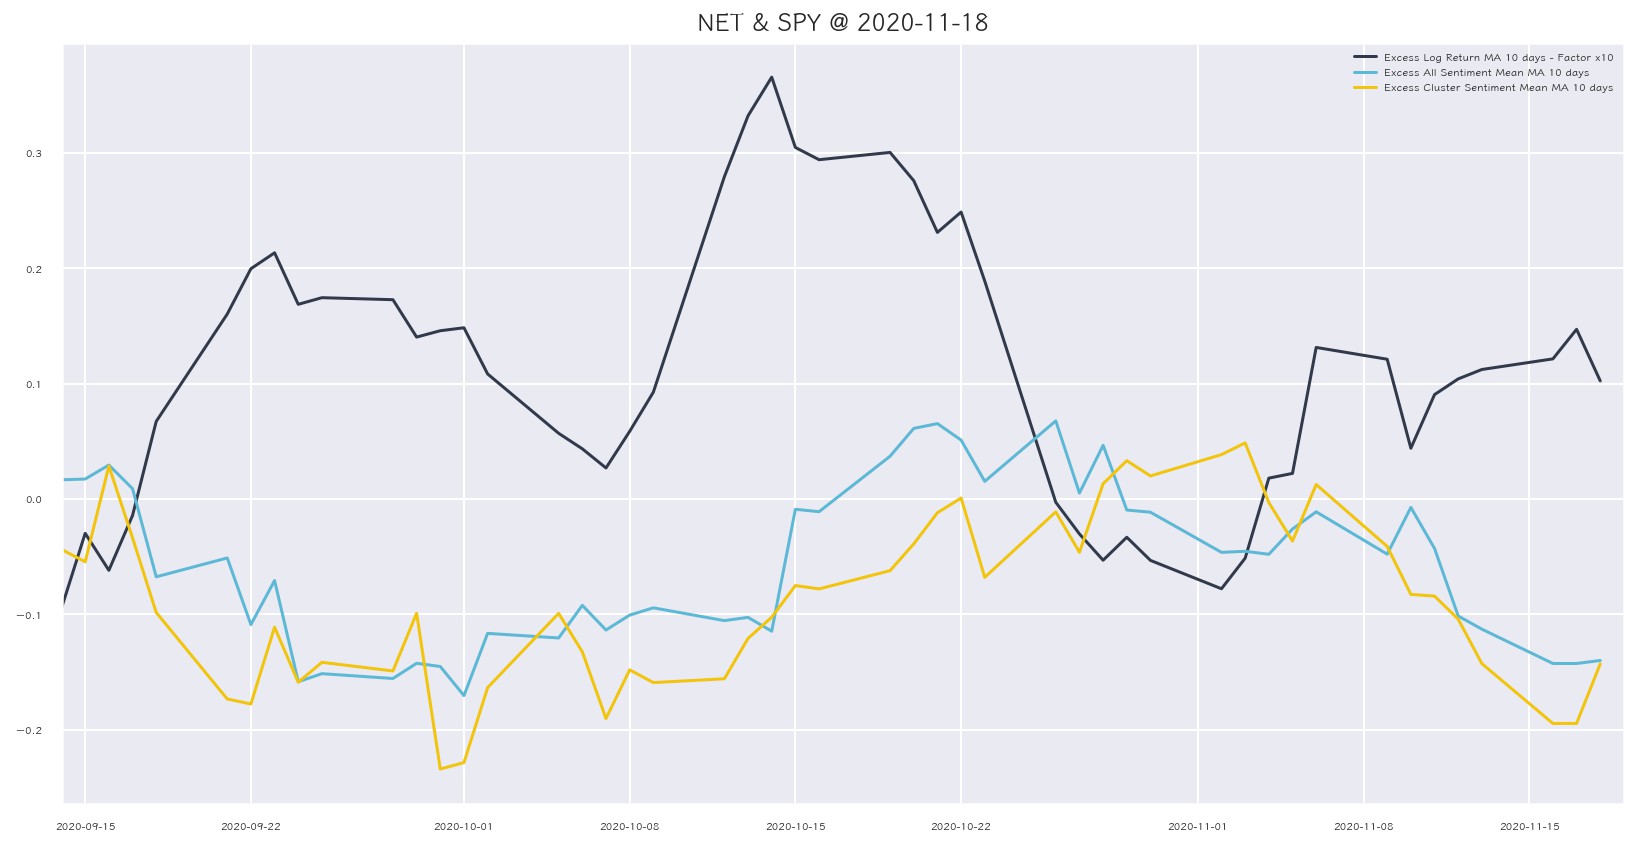 NET & SPY @ 2020-11-18
Excess Log Return MA 10 days - Factor x10
Excess All Sentiment Mean MA 10 days
Excess Cluster Sentiment Mean MA 10 days
0.3
0.2
0.1
0.0
−0.1
−0.2
2020-09-15 2020-09-22 2020-10-01 2020-10-08 2020-10-15 2020-10-22 2020-11-01 2020-11-08 2020-11-15